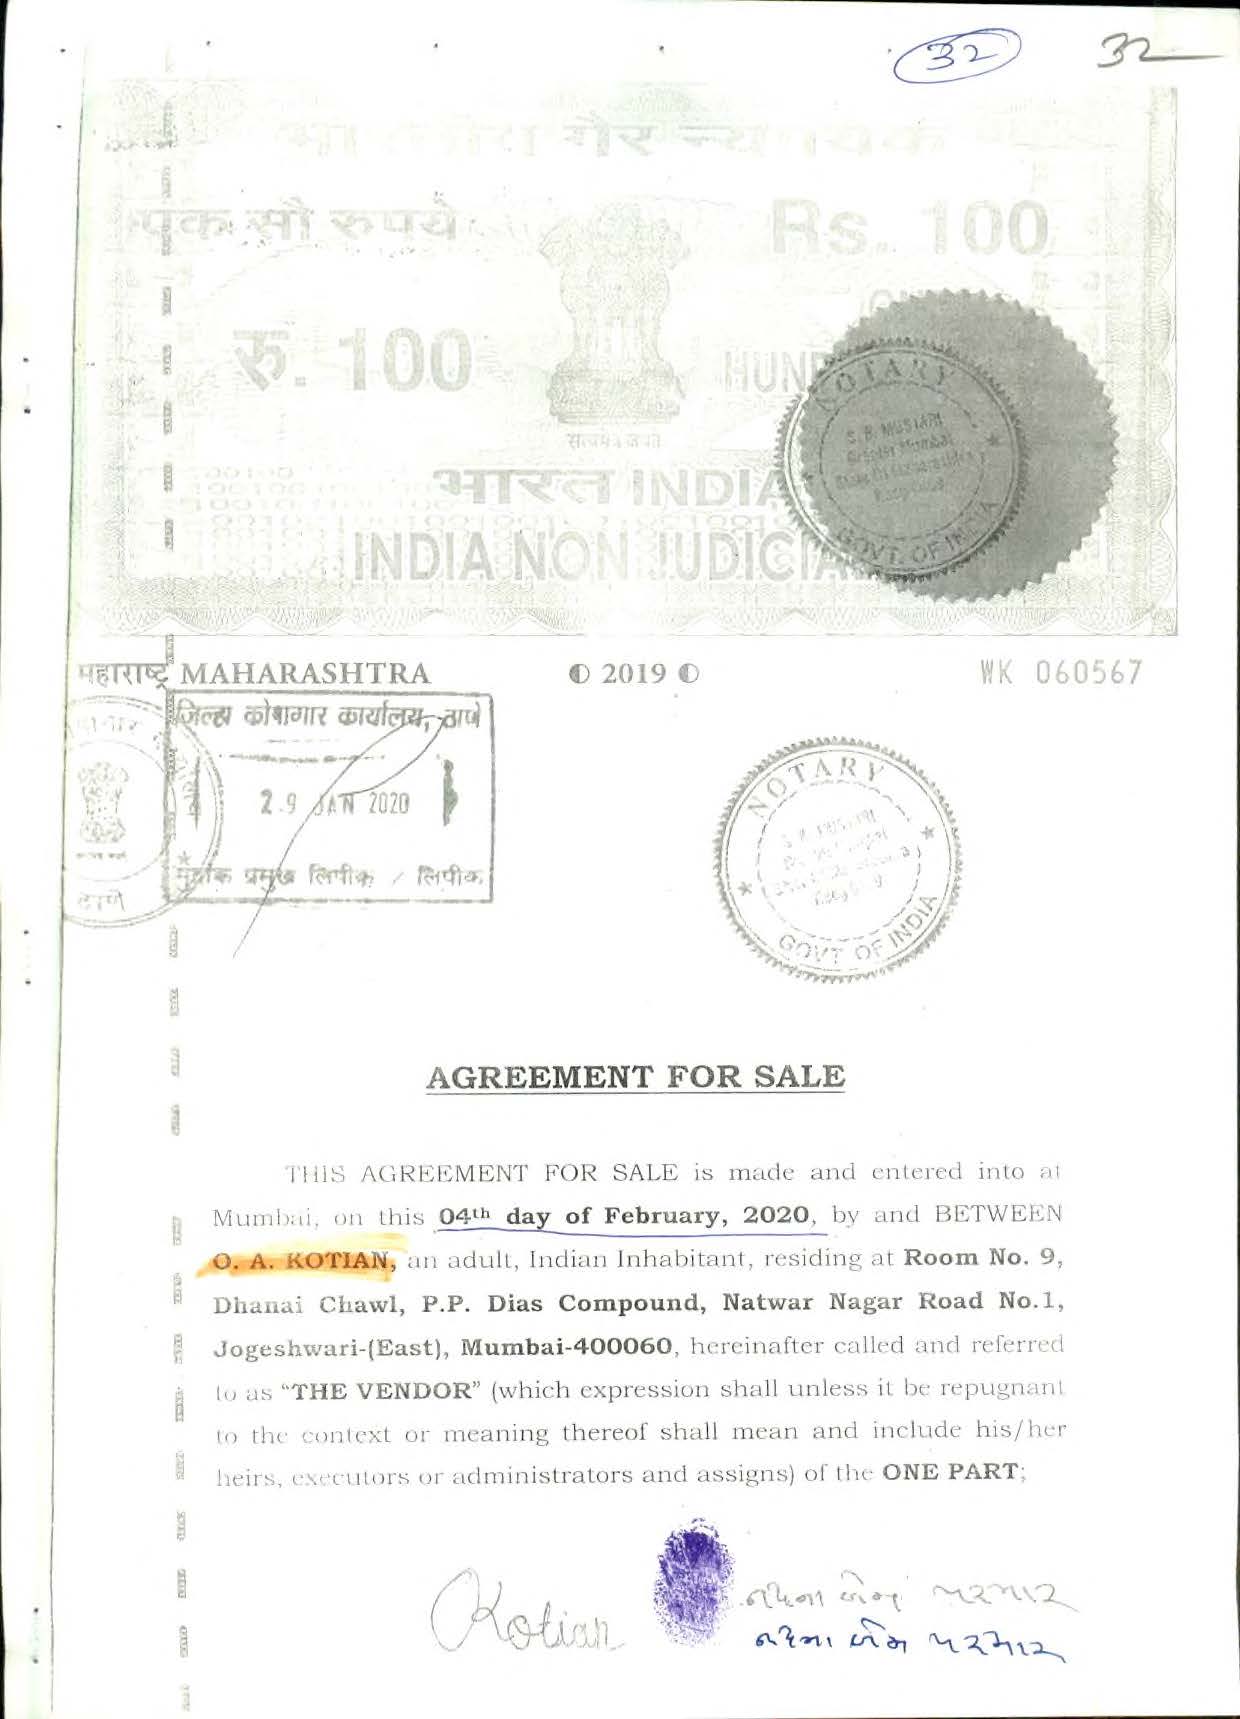 32 32
भारतीय गैर न्यायिक
एक सौ रुपये Rs. 100
रु. 100 HUN
सत्यमेव जयते
भारत INDIA
INDIA NON JUDICIA
NOTARY
S. R. MUSTARI
Greater Mumbai
GOVT. OF INDIA
महाराष्ट्र MAHARASHTRA 2019 WK 060567
जिल्हा कोषागार कार्यालय, ठाणे
29 JAN 2020
मुद्रांक प्रमुख लिपीक / लिपीक
ठाणे
NOTARY
GOVT OF INDIA
AGREEMENT FOR SALE
THIS AGREEMENT FOR SALE is made and entered into at
Mumbai, on this 04th day of February, 2020, by and BETWEEN
O. A. KOTIAN, an adult, Indian Inhabitant, residing at Room No. 9,
Dhanai Chawl, P.P. Dias Compound, Natwar Nagar Road No.1,
Jogeshwari-(East), Mumbai-400060, hereinafter called and referred
to as “THE VENDOR” (which expression shall unless it be repugnant
to the context or meaning thereof shall mean and include his/her
heirs, executors or administrators and assigns) of the ONE PART;
Kotian